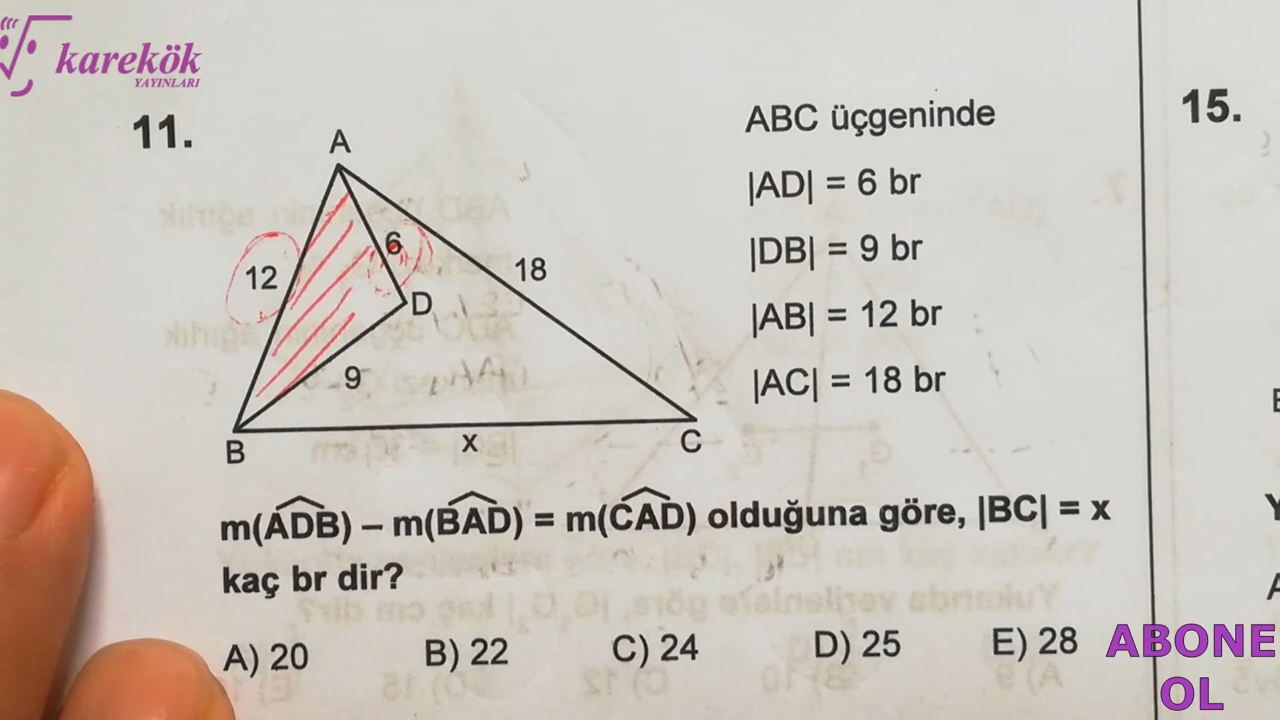 karekök
YAYINLARI
11.
A
12
6
18
D
9
B
x
C
ABC üçgeninde
|AD| = 6 br
|DB| = 9 br
|AB| = 12 br
|AC| = 18 br
m(ADB) – m(BAD) = m(CAD) olduğuna göre, |BC| = x
kaç br dir?
A) 20 B) 22 C) 24 D) 25 E) 28
15.
ABONE
OL